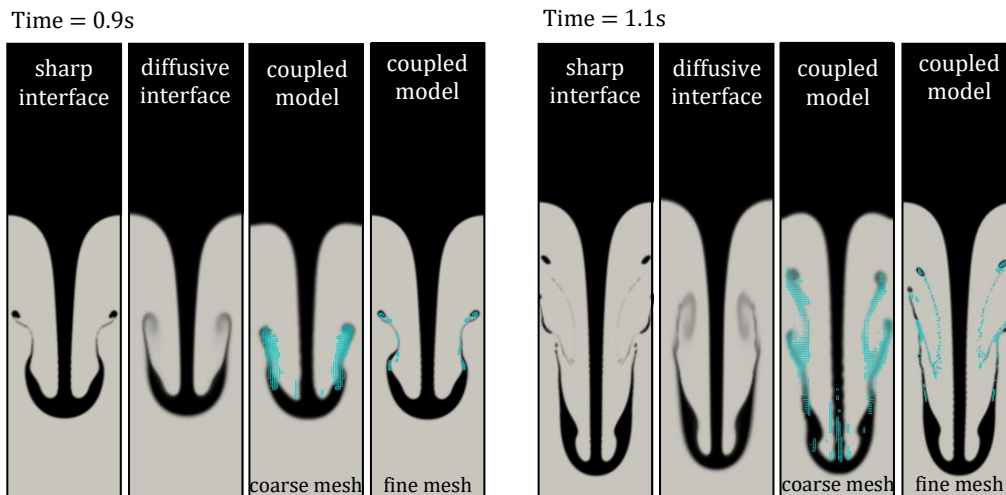 Time = 0.9s
sharp
interface
diffusive
interface
coupled
model
coupled
model
coarse mesh
fine mesh
Time = 1.1s
sharp
interface
diffusive
interface
coupled
model
coupled
model
coarse mesh
fine mesh